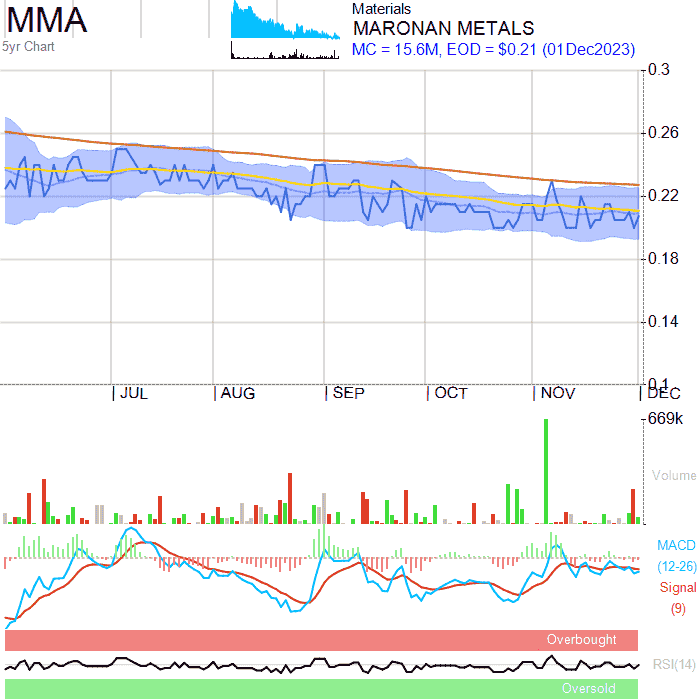 MMA
5yr Chart
Materials
MARONAN METALS
MC = 15.6M, EOD = $0.21 (01Dec2023)
0.3
0.26
0.22
0.18
0.14
0.1
JUL AUG SEP OCT NOV DEC
669k
Volume
MACD
(12-26)
Signal
(9)
Overbought
RSI(14)
Oversold